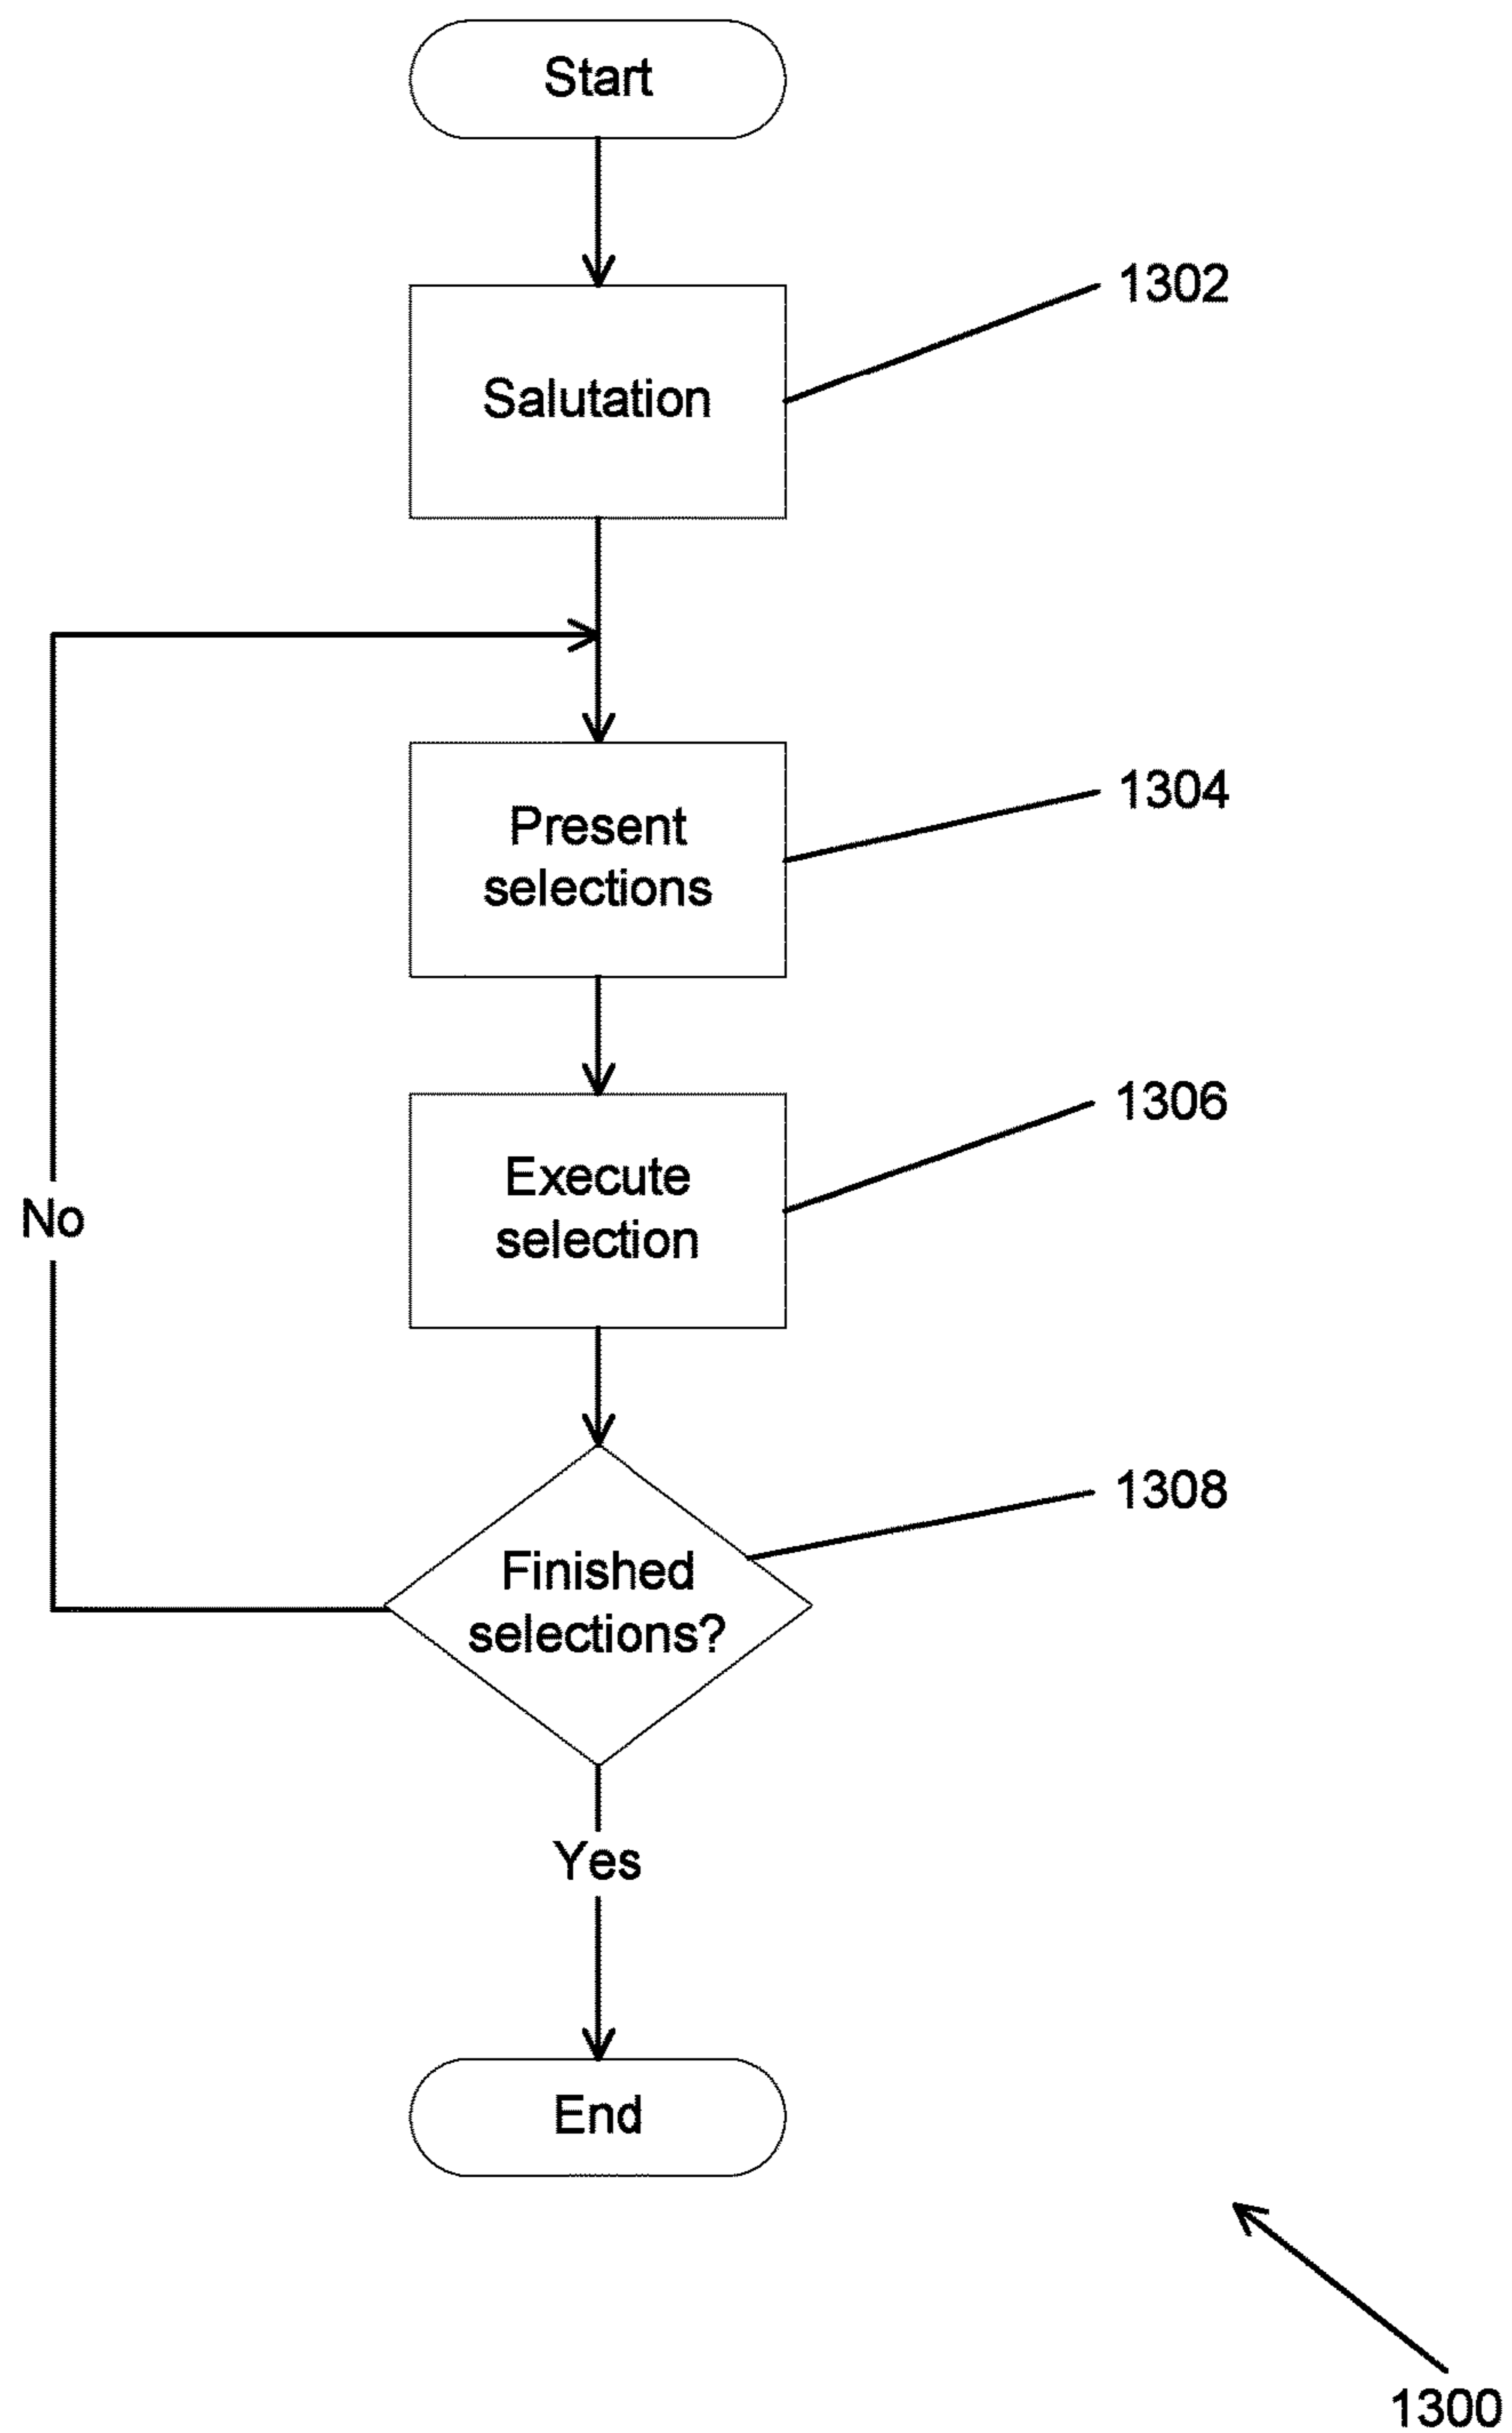 Start
1302
Salutation
1304
Present
selections
1306
Execute
selection
No
1308
Finished
selections?
Yes
End
1300